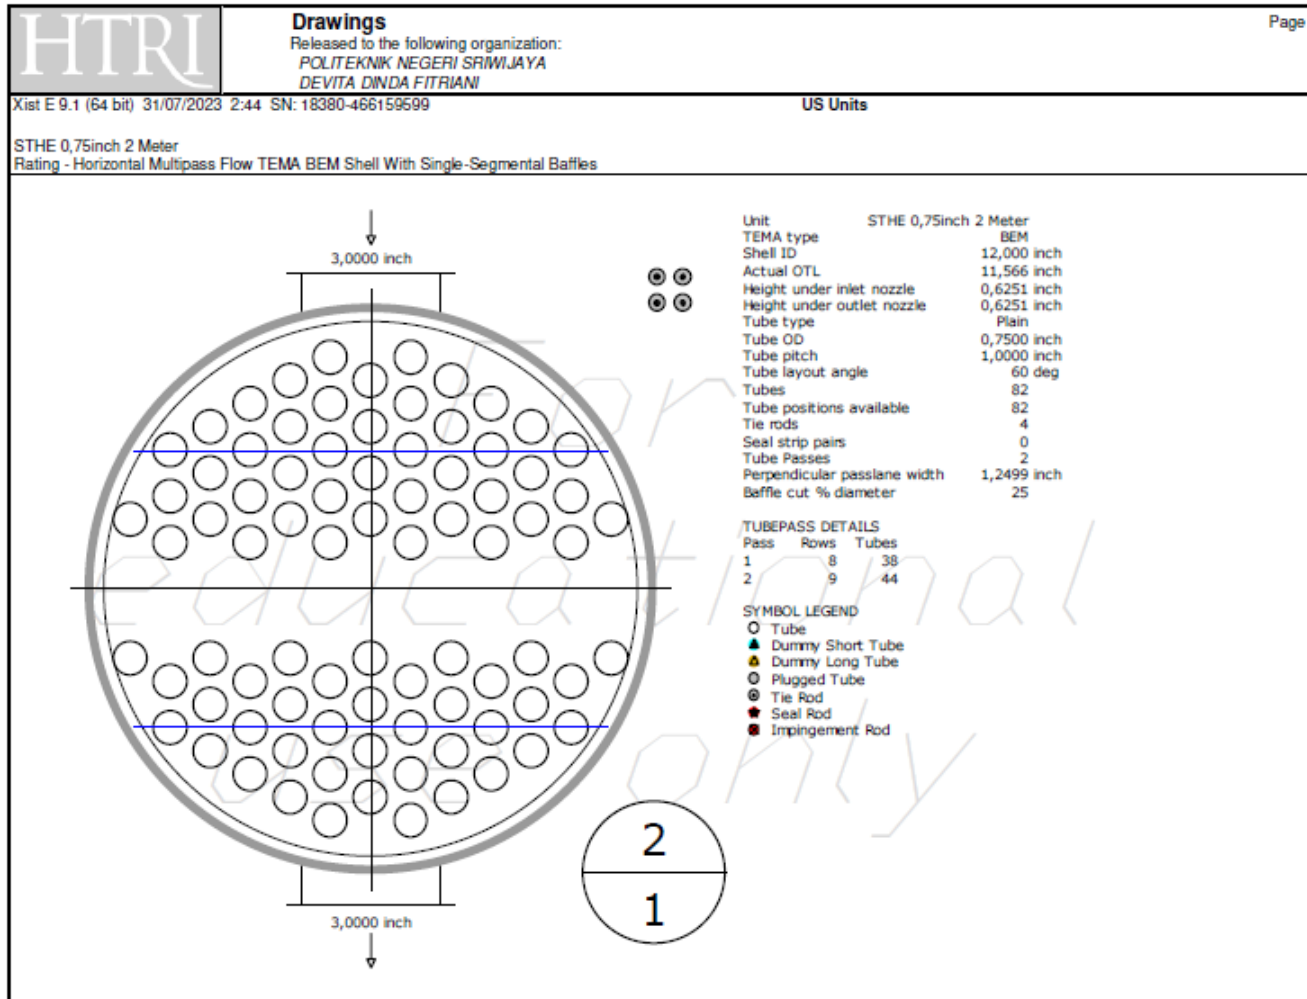 HTRI
Drawings
Page
Released to the following organization:
POLITEKNIK NEGERI SRIWIJAYA
DEVITA DINDA FITRIANI
Xist E 9.1 (64 bit) 31/07/2023 2:44 SN: 18380-466159599
US Units
STHE 0,75inch 2 Meter
Rating - Horizontal Multipass Flow TEMA BEM Shell With Single-Segmental Baffles
3,0000 inch
Unit STHE 0,75inch 2 Meter
TEMA type BEM
Shell ID 12,000 inch
Actual OTL 11,566 inch
Height under inlet nozzle 0,6251 inch
Height under outlet nozzle 0,6251 inch
Tube type Plain
Tube OD 0,7500 inch
Tube pitch 1,0000 inch
Tube layout angle 60 deg
Tubes 82
Tube positions available 82
Tie rods 4
Seal strip pairs 0
Tube Passes 2
Perpendicular passlane width 1,2499 inch
Baffle cut % diameter 25
TUBEPASS DETAILS
Pass Rows Tubes
1 8 38
2 9 44
SYMBOL LEGEND
Tube
Dummy Short Tube
Dummy Long Tube
Plugged Tube
Tie Rod
Seal Rod
Impingement Rod
For
educational
use only
2
1
3,0000 inch